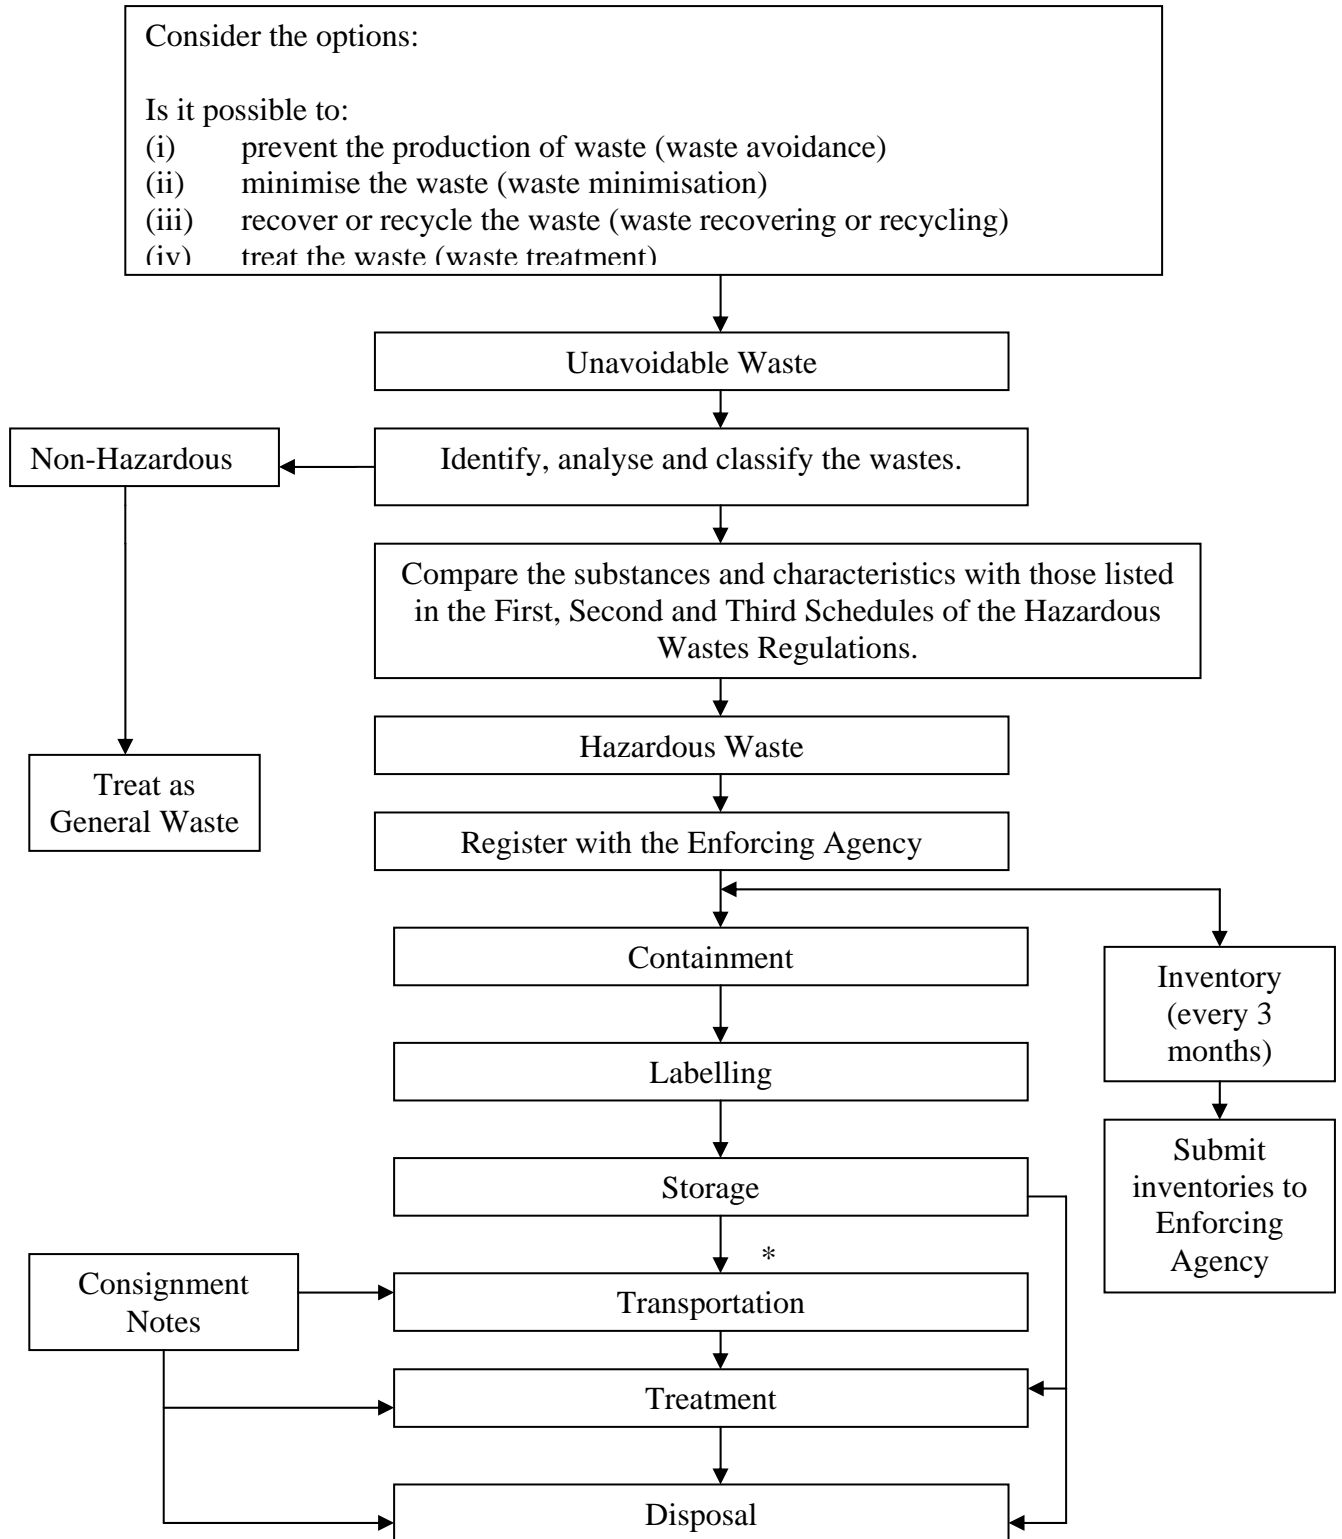 Consider the options:
Is it possible to:
(i) prevent the production of waste (waste avoidance)
(ii) minimise the waste (waste minimisation)
(iii) recover or recycle the waste (waste recovering or recycling)
(iv) treat the waste (waste treatment)
Unavoidable Waste
Non-Hazardous
Identify, analyse and classify the wastes.
Compare the substances and characteristics with those listed
in the First, Second and Third Schedules of the Hazardous
Wastes Regulations.
Hazardous Waste
Treat as
General Waste
Register with the Enforcing Agency
Containment
Inventory
(every 3
months)
Labelling
Submit
inventories to
Enforcing
Agency
Storage
*
Consignment
Notes
Transportation
Treatment
Disposal